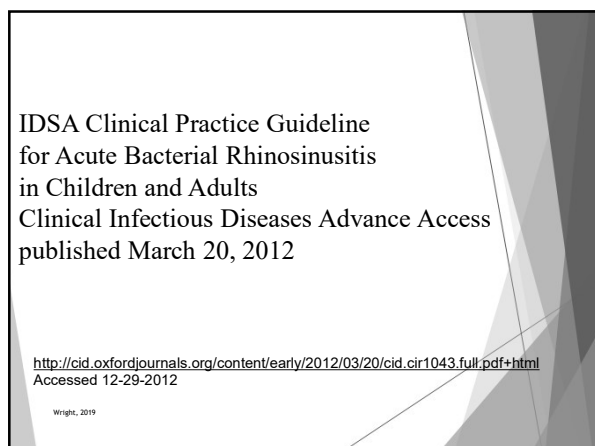 IDSA Clinical Practice Guideline
for Acute Bacterial Rhinosinusitis
in Children and Adults
Clinical Infectious Diseases Advance Access
published March 20, 2012
http://cid.oxfordjournals.org/content/early/2012/03/20/cid.cir1043.full.pdf+html
Accessed 12-29-2012
Wright, 2019